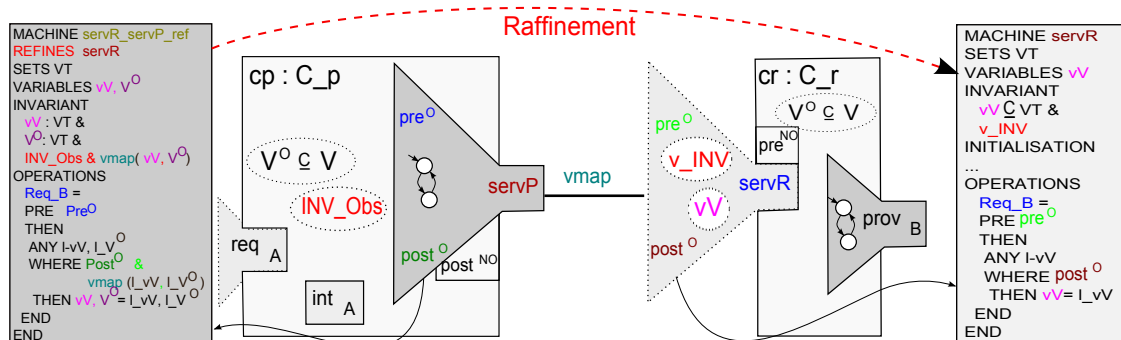 Raffinement
MACHINE servR_servP_ref
REFINES servR
SETS VT
VARIABLES vV, V^O
INVARIANT
vV : VT &
V^O: VT &
INV_Obs & vmap( vV, V^O)
OPERATIONS
Req_B =
PRE Pre^O
THEN
ANY l-vV, l_V^O
WHERE Post^O &
vmap (l_vV, l_V^O)
THEN vV, V^O= l_vV, l_V^O
END
END
cp : C_p
V^O ⊆ V
INV_Obs
req A
int A
pre^O
servP
post^O
post^NO
vmap
pre^O
v_INV
vV
servR
post^O
cr : C_r
V^O ⊆ V
pre^NO
prov B
MACHINE servR
SETS VT
VARIABLES vV
INVARIANT
vV ⊆ VT &
v_INV
INITIALISATION
...
OPERATIONS
Req_B =
PRE pre^O
THEN
ANY l-vV
WHERE post^O
THEN vV= l_vV
END
END